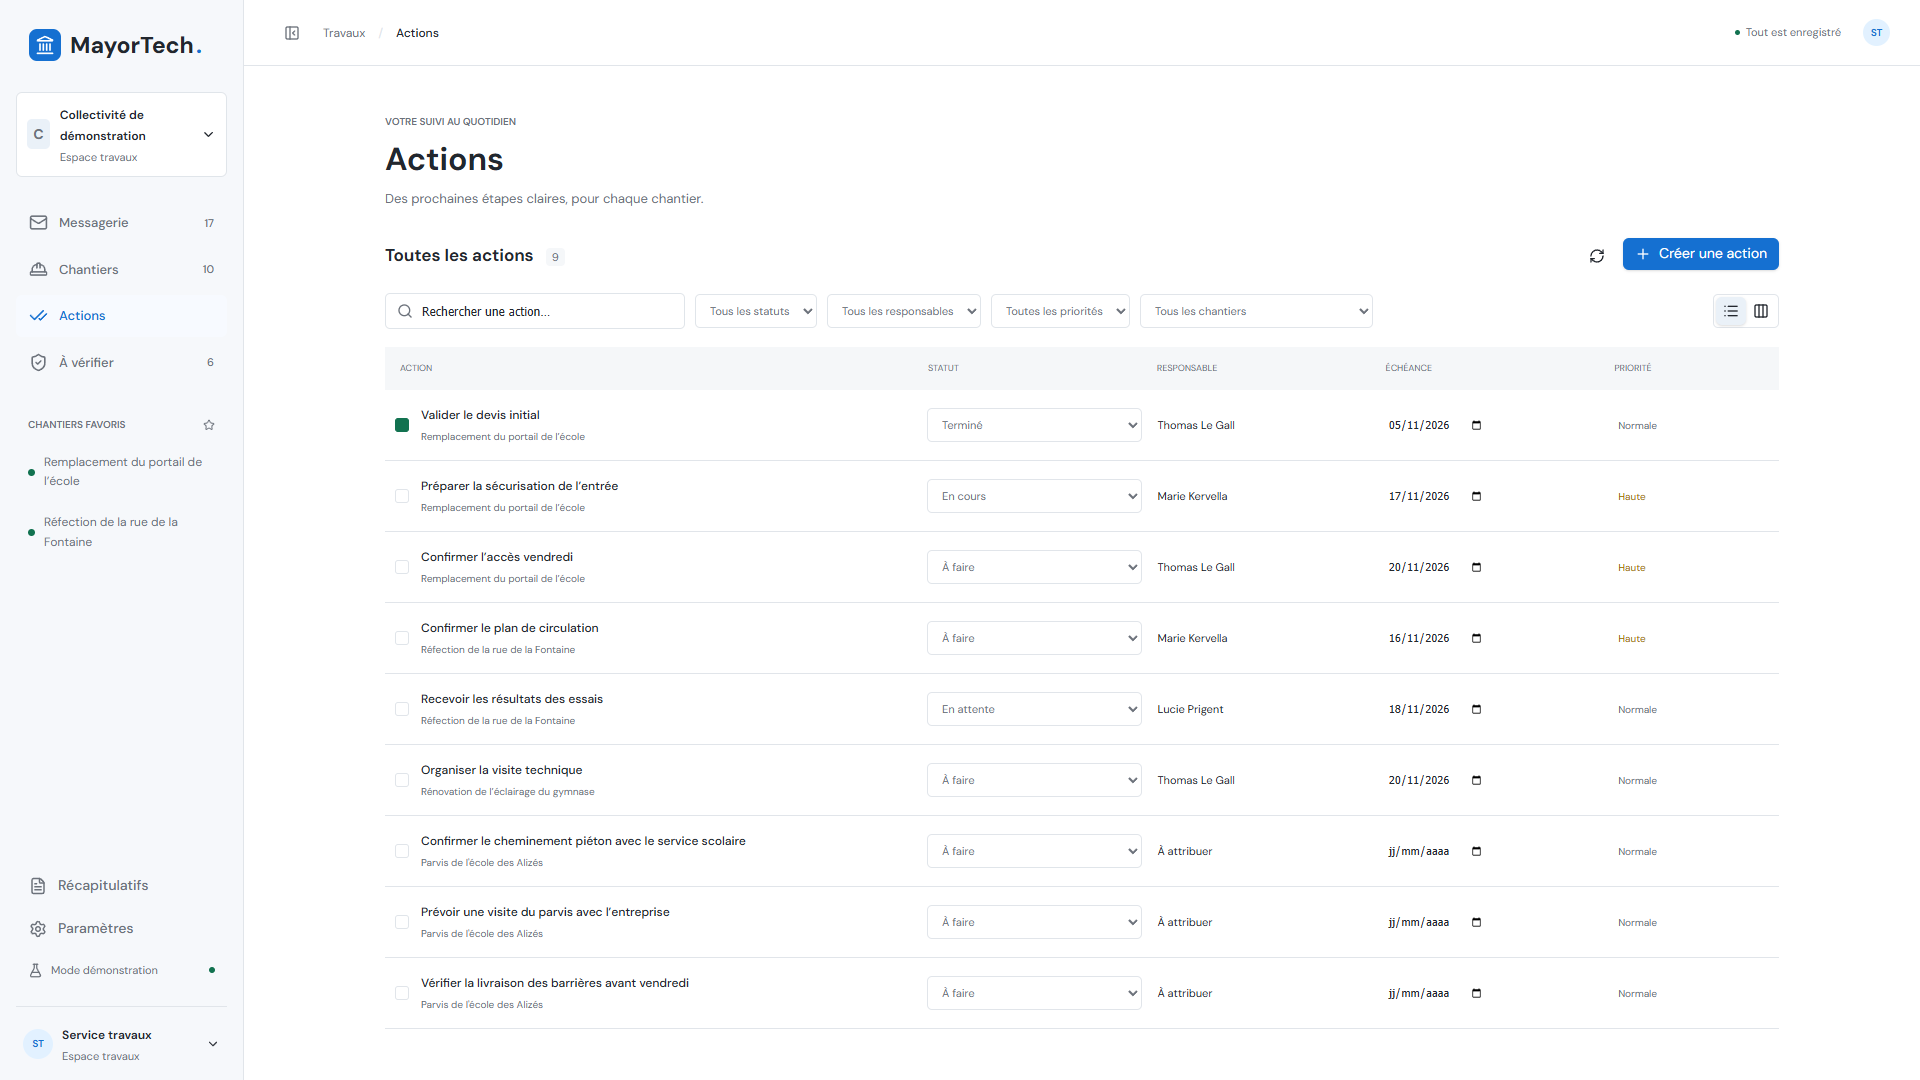 MayorTech.
Collectivité de
démonstration
C
Espace travaux
Messagerie 17
Chantiers 10
Actions
À vérifier 6
CHANTIERS FAVORIS
Remplacement du portail de
l’école
Réfection de la rue de la
Fontaine
Récapitulatifs
Paramètres
Mode démonstration
ST
Service travaux
Espace travaux
Travaux / Actions
Tout est enregistré ST
VOTRE SUIVI AU QUOTIDIEN
Actions
Des prochaines étapes claires, pour chaque chantier.
Toutes les actions 9
Créer une action
Rechercher une action… Tous les statuts Tous les responsables Toutes les priorités Tous les chantiers
ACTION STATUT RESPONSABLE ÉCHÉANCE PRIORITÉ
Valider le devis initial
Remplacement du portail de l’école
Terminé Thomas Le Gall 05/11/2026 Normale
Préparer la sécurisation de l’entrée
Remplacement du portail de l’école
En cours Marie Kervella 17/11/2026 Haute
Confirmer l’accès vendredi
Remplacement du portail de l’école
À faire Thomas Le Gall 20/11/2026 Haute
Confirmer le plan de circulation
Réfection de la rue de la Fontaine
À faire Marie Kervella 16/11/2026 Haute
Recevoir les résultats des essais
Réfection de la rue de la Fontaine
En attente Lucie Prigent 18/11/2026 Normale
Organiser la visite technique
Rénovation de l’éclairage du gymnase
À faire Thomas Le Gall 20/11/2026 Normale
Confirmer le cheminement piéton avec le service scolaire
Parvis de l'école des Alizés
À faire À attribuer jj/mm/aaaa Normale
Prévoir une visite du parvis avec l’entreprise
Parvis de l'école des Alizés
À faire À attribuer jj/mm/aaaa Normale
Vérifier la livraison des barrières avant vendredi
Parvis de l'école des Alizés
À faire À attribuer jj/mm/aaaa Normale